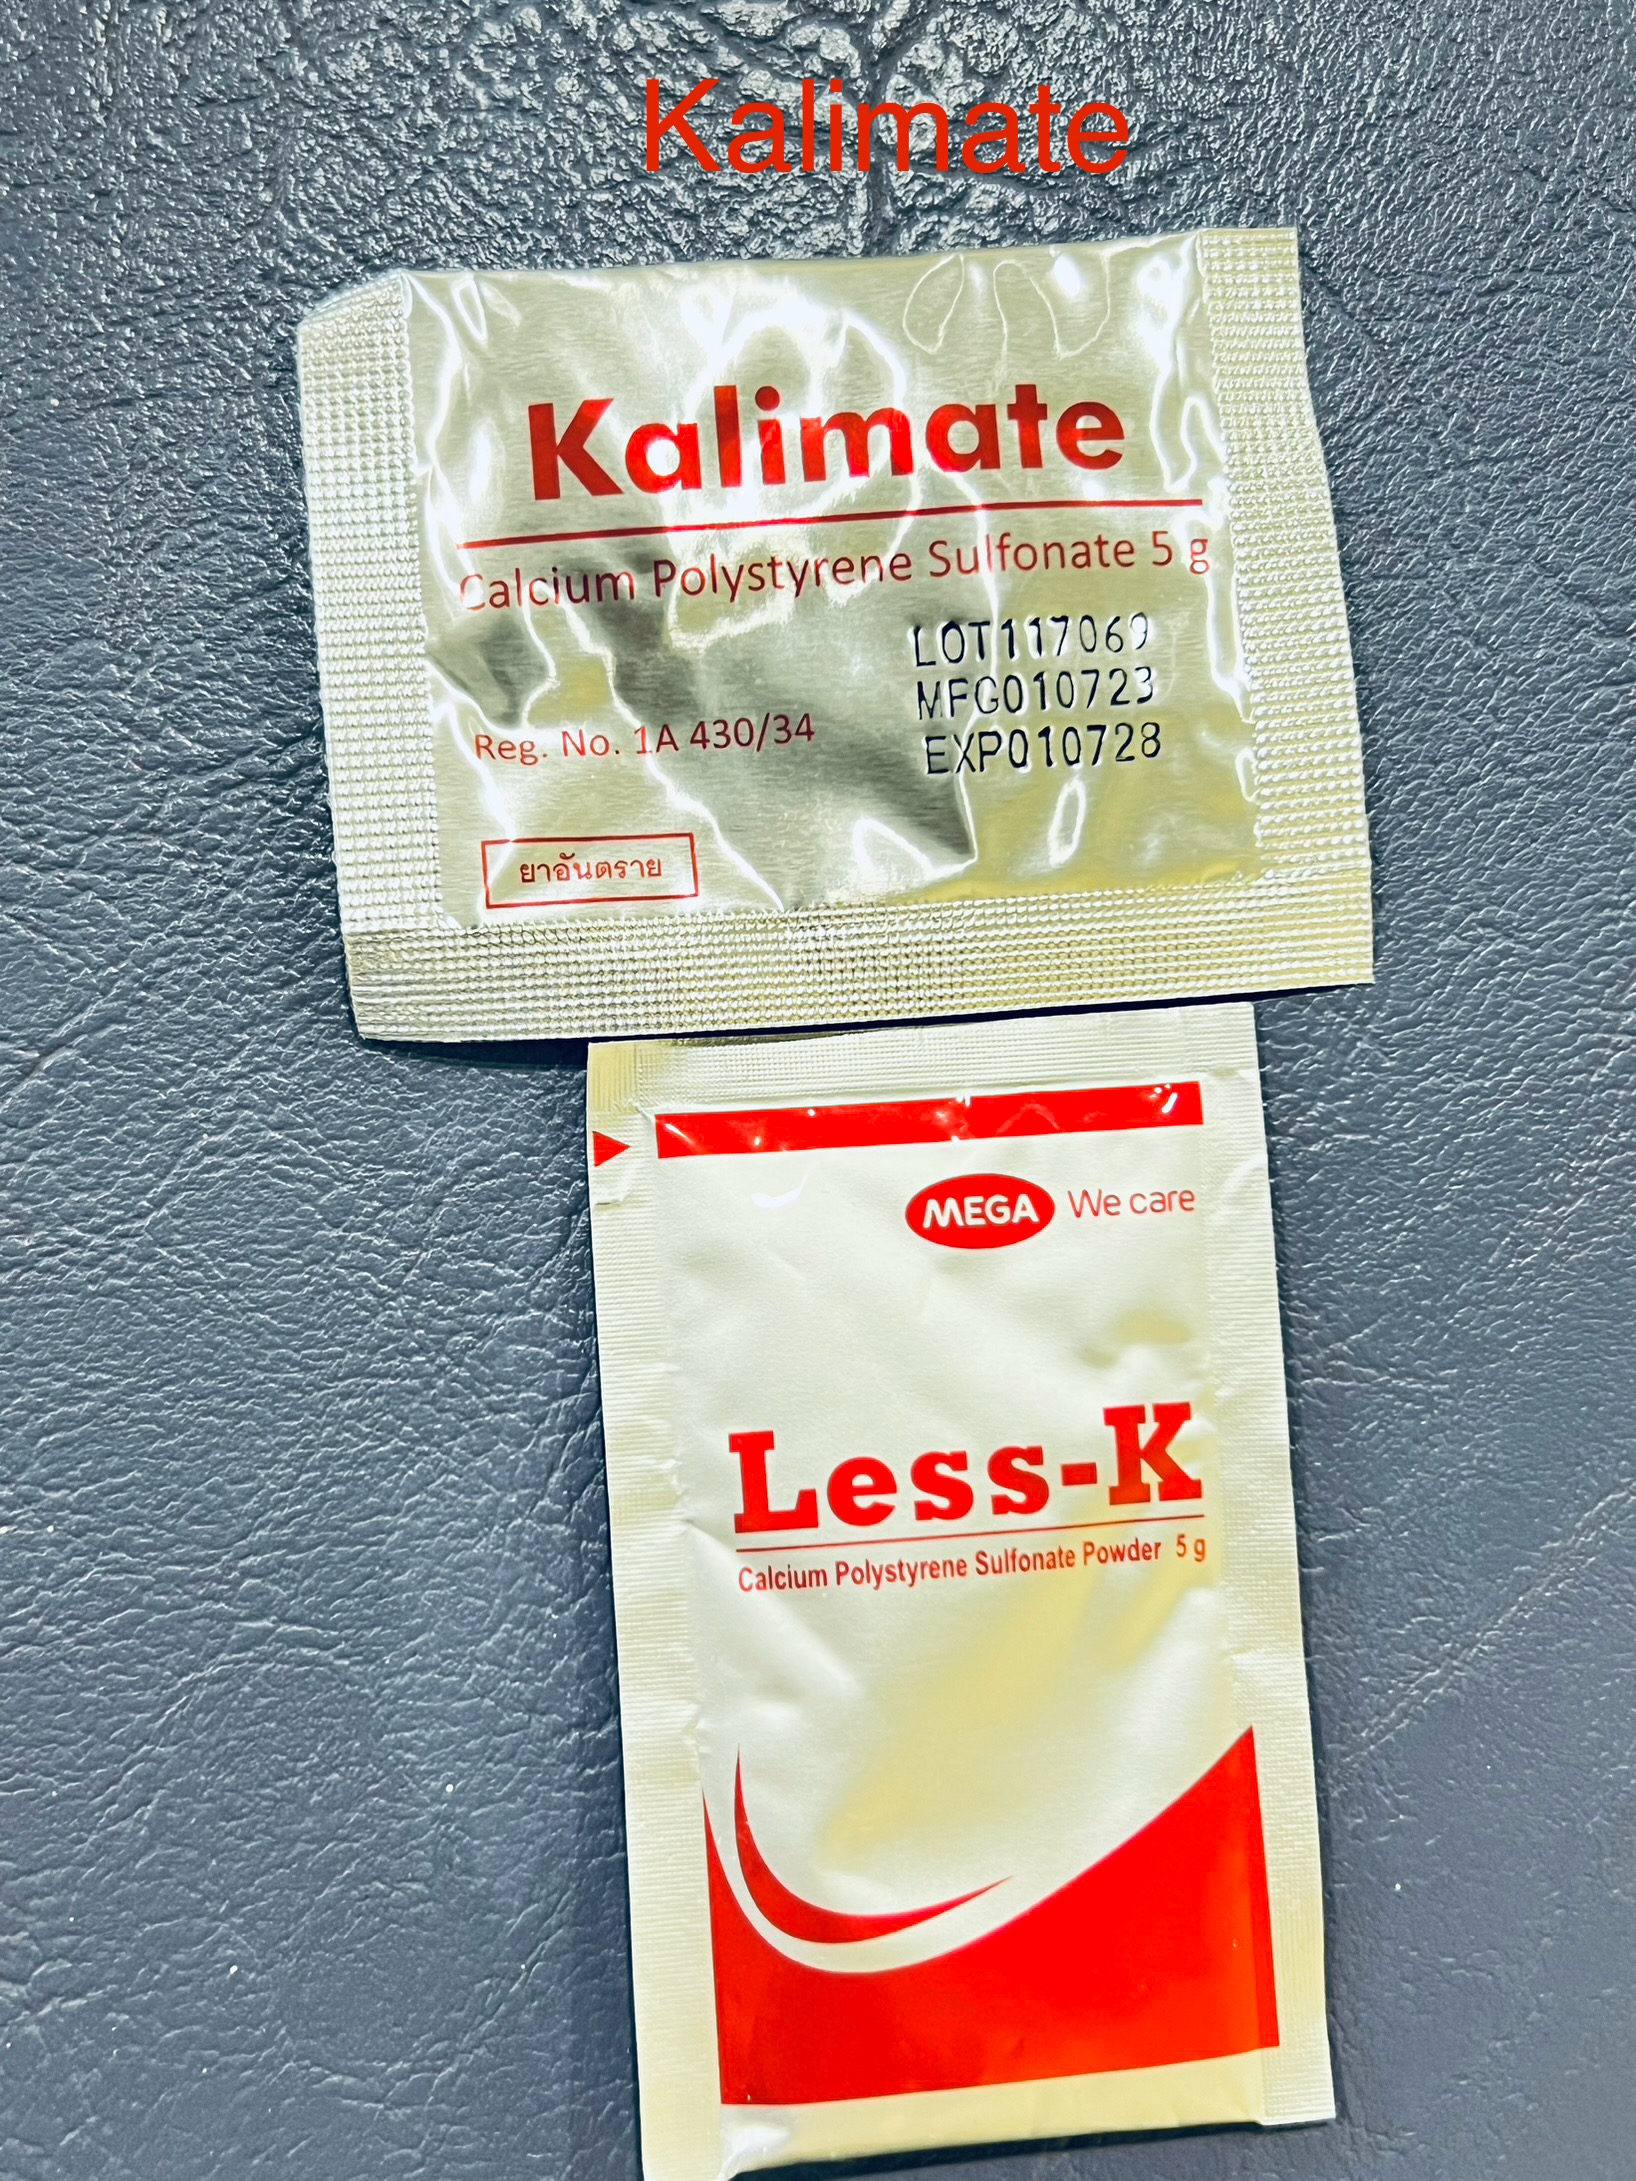 Kalimate
Kalimate
Calcium Polystyrene Sulfonate 5 g
LOT117069
MFG010723
Reg. No. 1A 430/34
EXP010728
ยาอันตราย
MEGA We care
Less-K
Calcium Polystyrene Sulfonate Powder 5 g